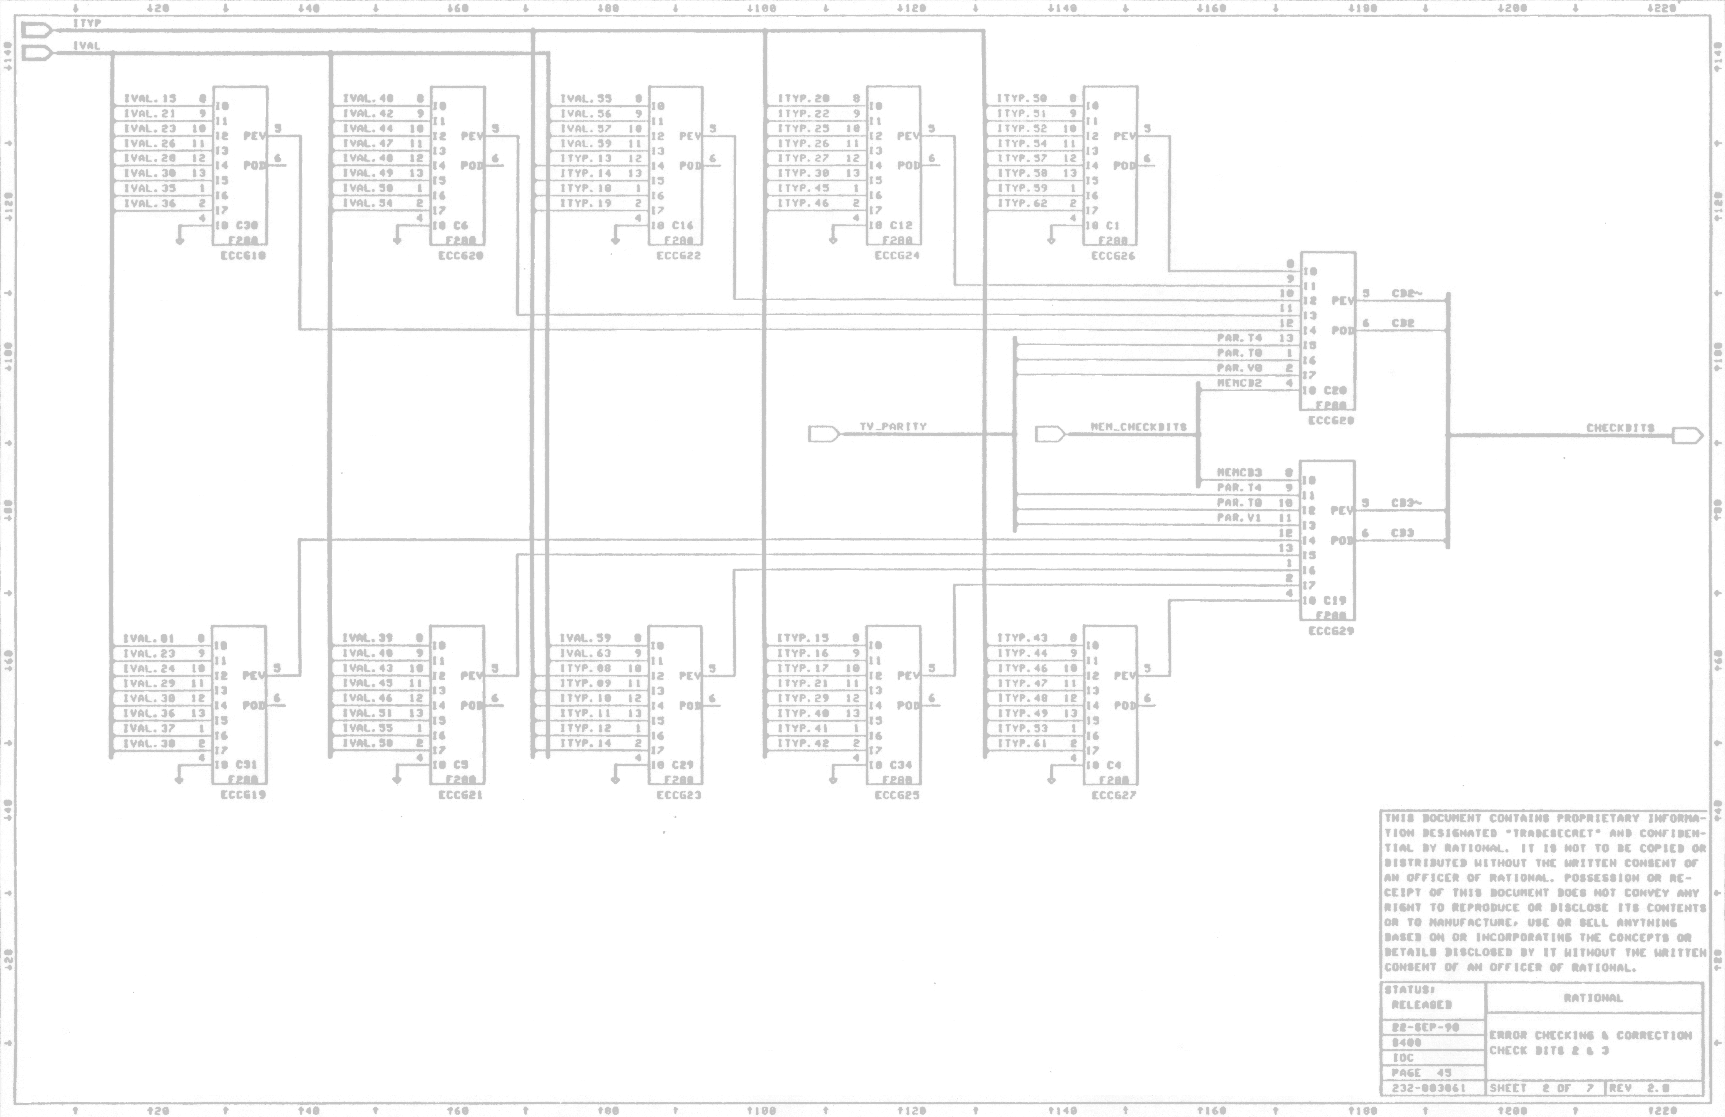 ITYP
IVAL
IVAL.15 8 I0
IVAL.21 9 I1
IVAL.23 10 I2 PEV 5
IVAL.26 11 I3
IVAL.28 12 I4 POD 6
IVAL.30 13 I5
IVAL.35 1 I6
IVAL.36 2 I7
4 I8 C30
F280
ECCG18
IVAL.40 8 I0
IVAL.42 9 I1
IVAL.44 10 I2 PEV 5
IVAL.47 11 I3
IVAL.48 12 I4 POD 6
IVAL.49 13 I5
IVAL.50 1 I6
IVAL.54 2 I7
4 I8 C6
F280
ECCG20
IVAL.55 8 I0
IVAL.56 9 I1
IVAL.57 10 I2 PEV 5
IVAL.59 11 I3
ITYP.13 12 I4 POD 6
ITYP.14 13 I5
ITYP.18 1 I6
ITYP.19 2 I7
4 I8 C16
F280
ECCG22
ITYP.20 8 I0
ITYP.22 9 I1
ITYP.25 10 I2 PEV 5
ITYP.26 11 I3
ITYP.27 12 I4 POD 6
ITYP.30 13 I5
ITYP.45 1 I6
ITYP.46 2 I7
4 I8 C12
F280
ECCG24
ITYP.50 8 I0
ITYP.51 9 I1
ITYP.52 10 I2 PEV 5
ITYP.54 11 I3
ITYP.57 12 I4 POD 6
ITYP.58 13 I5
ITYP.59 1 I6
ITYP.62 2 I7
4 I8 C1
F280
ECCG26
8 I0
9 I1
10 I2 PEV 5 CB2~
11 I3
12 I4 POD 6 CB2
PAR.T4 13 I5
PAR.T0 1 I6
PAR.V0 2 I7
MEMCB2 4 I8 C20
F280
ECCG28
TV_PARITY
MEM_CHECKBITS
CHECKBITS
MEMCB3 8 I0
PAR.T4 9 I1
PAR.T0 10 I2 PEV 5 CB3~
PAR.V1 11 I3
12 I4 POD 6 CB3
13 I5
1 I6
2 I7
4 I8 C19
F280
ECCG29
IVAL.01 8 I0
IVAL.23 9 I1
IVAL.24 10 I2 PEV 5
IVAL.29 11 I3
IVAL.30 12 I4 POD 6
IVAL.36 13 I5
IVAL.37 1 I6
IVAL.38 2 I7
4 I8 C31
F280
ECCG19
IVAL.39 8 I0
IVAL.40 9 I1
IVAL.43 10 I2 PEV 5
IVAL.45 11 I3
IVAL.46 12 I4 POD 6
IVAL.51 13 I5
IVAL.55 1 I6
IVAL.58 2 I7
4 I8 C5
F280
ECCG21
IVAL.59 8 I0
IVAL.63 9 I1
ITYP.08 10 I2 PEV 5
ITYP.09 11 I3
ITYP.10 12 I4 POD 6
ITYP.11 13 I5
ITYP.12 1 I6
ITYP.14 2 I7
4 I8 C29
F280
ECCG23
ITYP.15 8 I0
ITYP.16 9 I1
ITYP.17 10 I2 PEV 5
ITYP.21 11 I3
ITYP.29 12 I4 POD 6
ITYP.40 13 I5
ITYP.41 1 I6
ITYP.42 2 I7
4 I8 C34
F280
ECCG25
ITYP.43 8 I0
ITYP.44 9 I1
ITYP.46 10 I2 PEV 5
ITYP.47 11 I3
ITYP.48 12 I4 POD 6
ITYP.49 13 I5
ITYP.53 1 I6
ITYP.61 2 I7
4 I8 C4
F280
ECCG27
THIS DOCUMENT CONTAINS PROPRIETARY INFORMA-
TION DESIGNATED "TRADESECRET" AND CONFIDEN-
TIAL BY RATIONAL. IT IS NOT TO BE COPIED OR
DISTRIBUTED WITHOUT THE WRITTEN CONSENT OF
AN OFFICER OF RATIONAL. POSSESSION OR RE-
CEIPT OF THIS DOCUMENT DOES NOT CONVEY ANY
RIGHT TO REPRODUCE OR DISCLOSE ITS CONTENTS
OR TO MANUFACTURE, USE OR SELL ANYTHING
BASED ON OR INCORPORATING THE CONCEPTS OR
DETAILS DISCLOSED BY IT WITHOUT THE WRITTEN
CONSENT OF AN OFFICER OF RATIONAL.
STATUS:
RELEASED
RATIONAL
22-SEP-90
8400
IOC
PAGE 45
232-003061
ERROR CHECKING & CORRECTION
CHECK BITS 2 & 3
SHEET 2 OF 7
REV 2.0